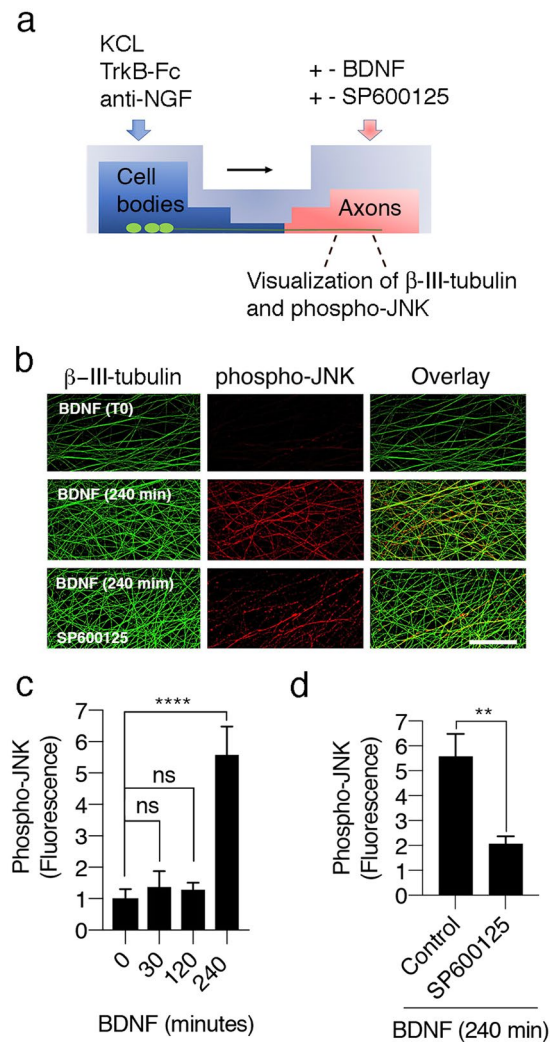 a
KCL
TrkB-Fc
anti-NGF
+ - BDNF
+ - SP600125
Cell
bodies
Axons
Visualization of β-III-tubulin
and phospho-JNK
b
β–III-tubulin
phospho-JNK
Overlay
BDNF (T0)
BDNF (240 min)
BDNF (240 mim)
SP600125
c
Phospho-JNK
(Fluorescence)
7
6
5
4
3
2
1
0
****
ns
ns
0
30
120
240
BDNF (minutes)
d
Phospho-JNK
(Fluorescence)
7
6
5
4
3
2
1
0
**
Control
SP600125
BDNF (240 min)